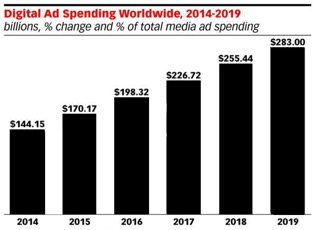 Digital Ad Spending Worldwide, 2014-2019
billions, % change and % of total media ad spending
$144.15
$170.17
$198.32
$226.72
$255.44
$283.00
2014 2015 2016 2017 2018 2019